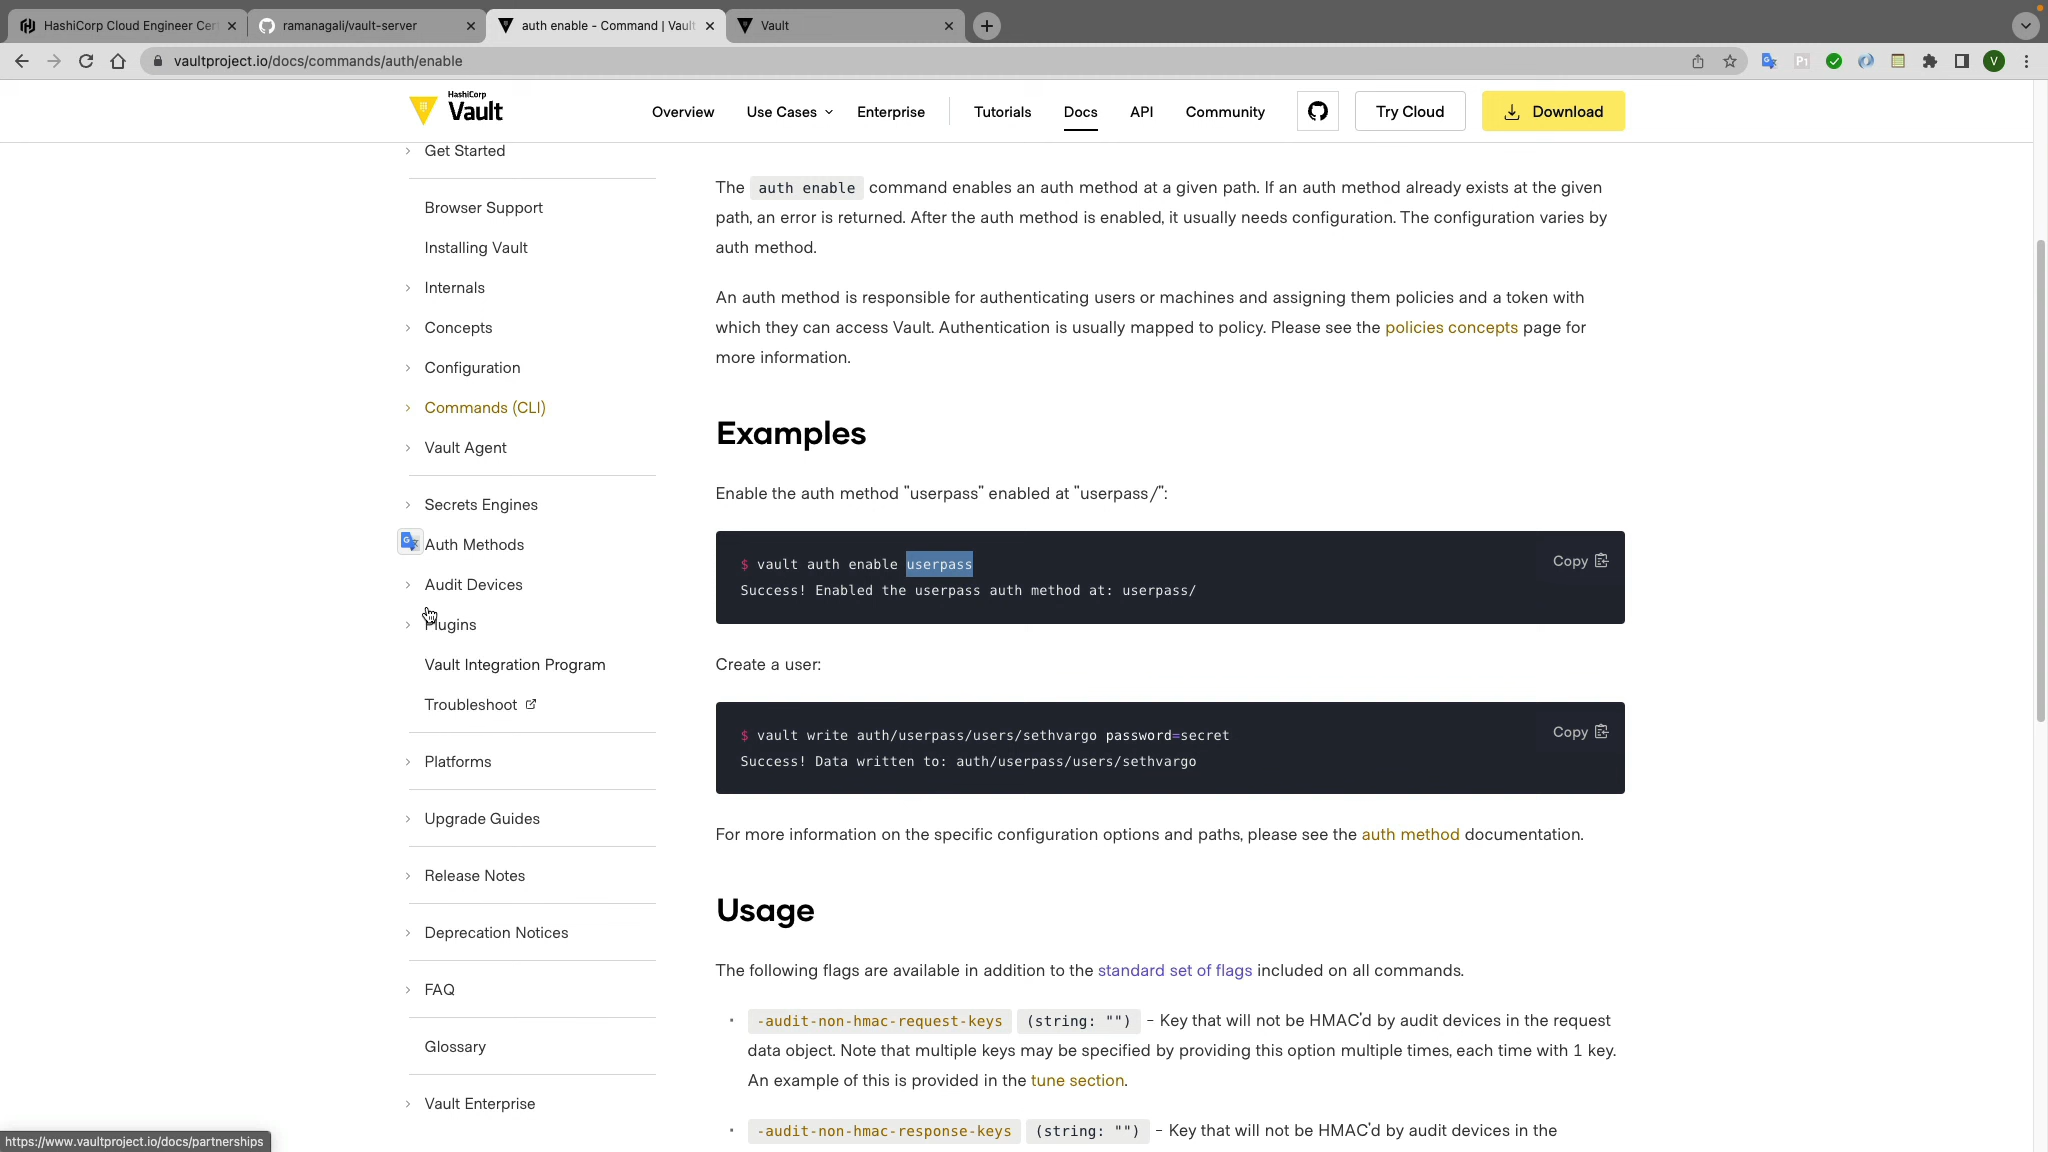 HashiCorp Cloud Engineer Cer
ramanagali/vault-server
auth enable - Command | Vault
Vault
vaultproject.io/docs/commands/auth/enable
V
HashiCorp
Vault
Overview
Use Cases
Enterprise
Tutorials
Docs
API
Community
Try Cloud
Download
Get Started
Browser Support
Installing Vault
Internals
Concepts
Configuration
Commands (CLI)
Vault Agent
Secrets Engines
Auth Methods
Audit Devices
Plugins
Vault Integration Program
Troubleshoot
Platforms
Upgrade Guides
Release Notes
Deprecation Notices
FAQ
Glossary
Vault Enterprise
The auth enable command enables an auth method at a given path. If an auth method already exists at the given
path, an error is returned. After the auth method is enabled, it usually needs configuration. The configuration varies by
auth method.
An auth method is responsible for authenticating users or machines and assigning them policies and a token with
which they can access Vault. Authentication is usually mapped to policy. Please see the policies concepts page for
more information.
Examples
Enable the auth method "userpass" enabled at "userpass/":
$ vault auth enable userpass
Copy
Success! Enabled the userpass auth method at: userpass/
Create a user:
$ vault write auth/userpass/users/sethvargo password=secret
Copy
Success! Data written to: auth/userpass/users/sethvargo
For more information on the specific configuration options and paths, please see the auth method documentation.
Usage
The following flags are available in addition to the standard set of flags included on all commands.
-audit-non-hmac-request-keys (string: "") - Key that will not be HMAC'd by audit devices in the request
data object. Note that multiple keys may be specified by providing this option multiple times, each time with 1 key.
An example of this is provided in the tune section.
-audit-non-hmac-response-keys (string: "") - Key that will not be HMAC'd by audit devices in the
https://www.vaultproject.io/docs/partnerships